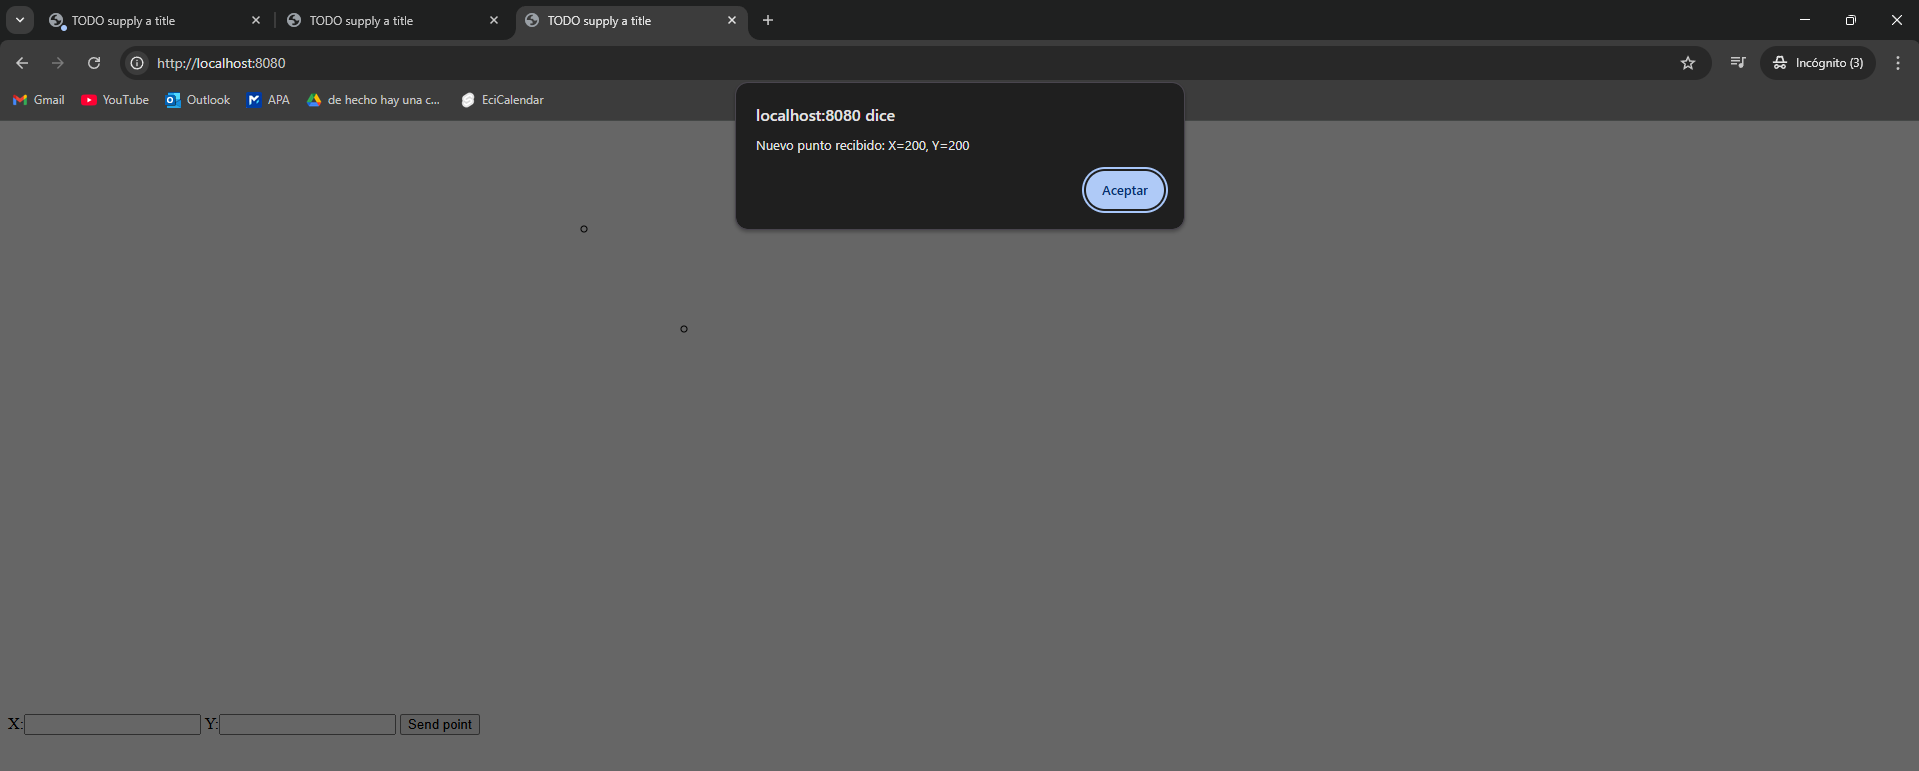 TODO supply a title
TODO supply a title
TODO supply a title
http://localhost:8080
Incógnito (3)
Gmail
YouTube
Outlook
APA
de hecho hay una c...
EciCalendar
localhost:8080 dice
Nuevo punto recibido: X=200, Y=200
Aceptar
X: Y: Send point